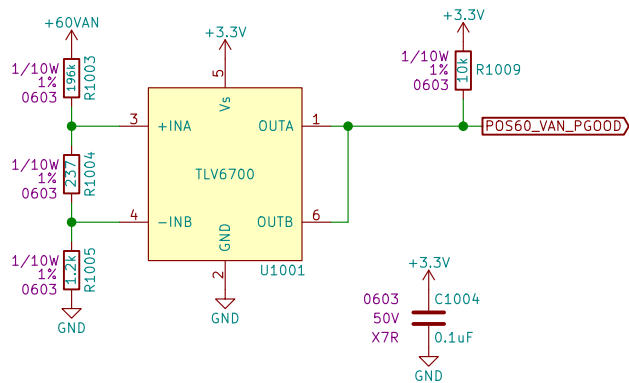 +60VAN
1/10W
1%
0603
196k
R1003
1/10W
1%
0603
237
R1004
1/10W
1%
0603
1.2k
R1005
GND
+3.3V
5
Vs
3
+INA
OUTA
1
TLV6700
4
-INB
OUTB
6
GND
2
U1001
GND
+3.3V
1/10W
1%
0603
10k
R1009
POS60_VAN_PGOOD
+3.3V
0603
50V
X7R
C1004
0.1uF
GND